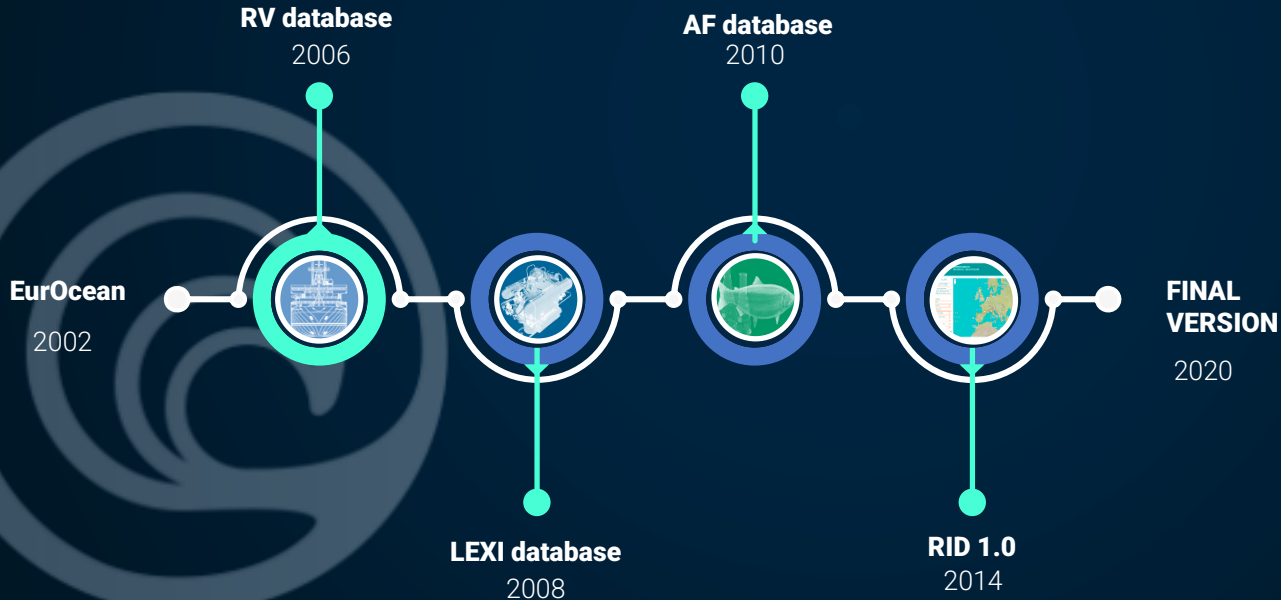 EurOcean
2002
RV database
2006
LEXI database
2008
AF database
2010
RID 1.0
2014
FINAL
VERSION
2020